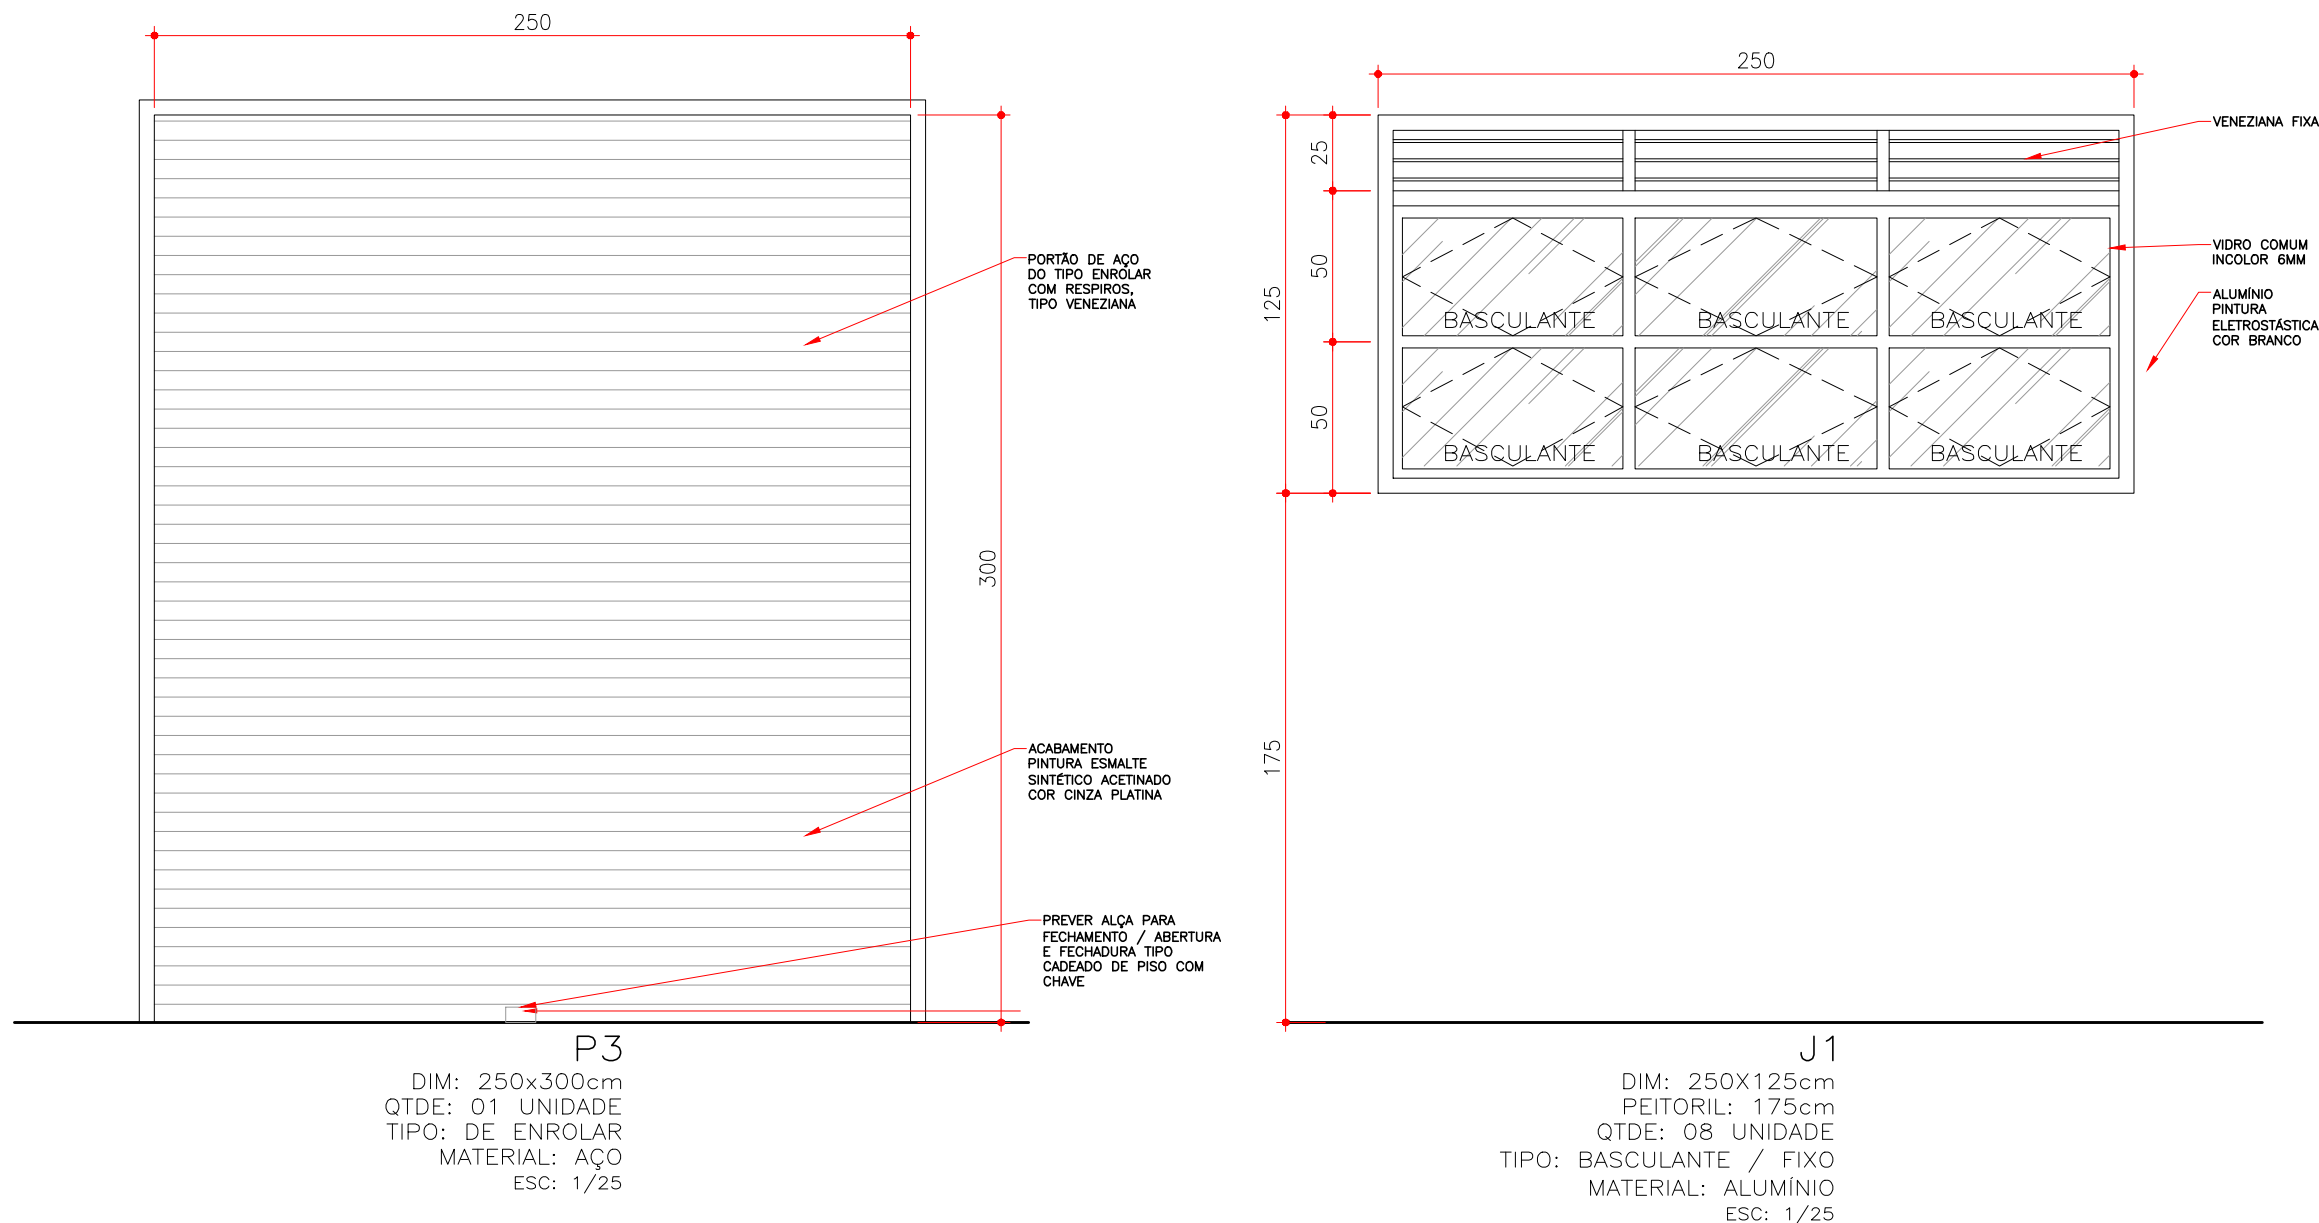 250
PORTÃO DE AÇO
DO TIPO ENROLAR
COM RESPIROS,
TIPO VENEZIANA
300
ACABAMENTO
PINTURA ESMALTE
SINTÉTICO ACETINADO
COR CINZA PLATINA
PREVER ALÇA PARA
FECHAMENTO / ABERTURA
E FECHADURA TIPO
CADEADO DE PISO COM
CHAVE
P3
DIM: 250x300cm
QTDE: 01 UNIDADE
TIPO: DE ENROLAR
MATERIAL: AÇO
ESC: 1/25
250
25
50
50
125
175
VENEZIANA FIXA
VIDRO COMUM
INCOLOR 6MM
ALUMÍNIO
PINTURA
ELETROSTÁSTICA
COR BRANCO
BASCULANTE BASCULANTE BASCULANTE
BASCULANTE BASCULANTE BASCULANTE
J1
DIM: 250X125cm
PEITORIL: 175cm
QTDE: 08 UNIDADE
TIPO: BASCULANTE / FIXO
MATERIAL: ALUMÍNIO
ESC: 1/25